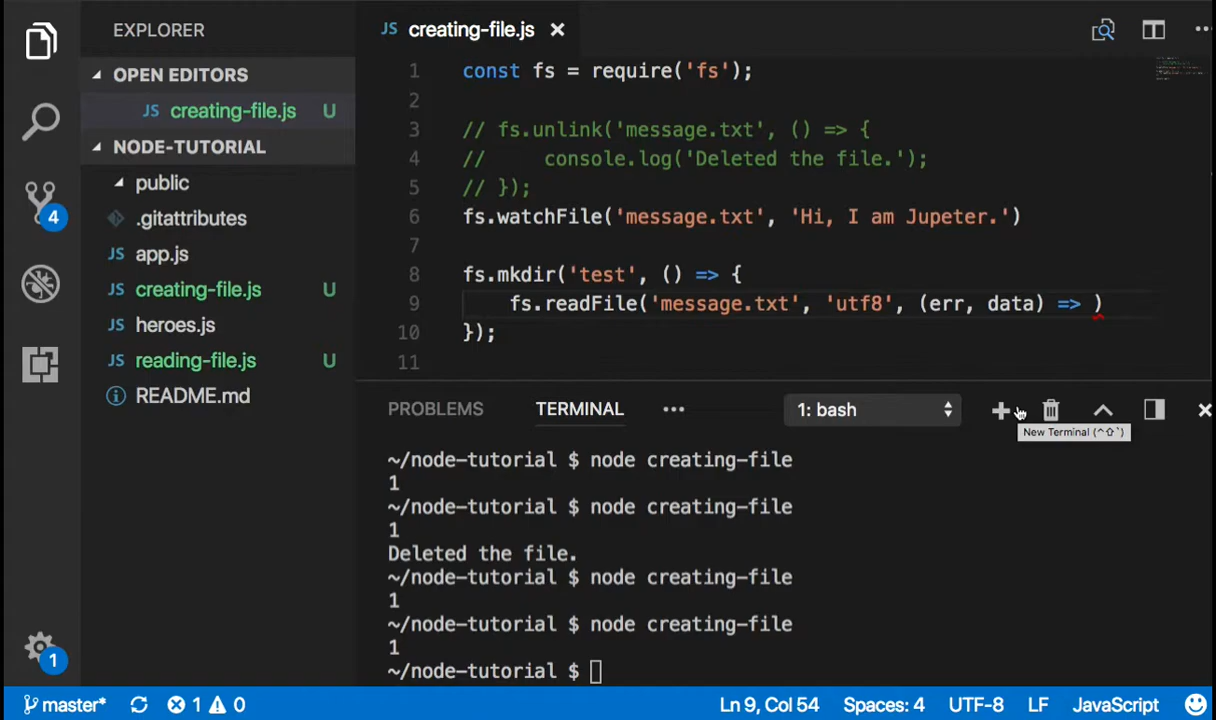 EXPLORER
OPEN EDITORS
JS creating-file.js U
NODE-TUTORIAL
public
.gitattributes
JS app.js
JS creating-file.js U
JS heroes.js
JS reading-file.js U
README.md
4
1
JS creating-file.js
1 const fs = require('fs');
2
3 // fs.unlink('message.txt', () => {
4 //     console.log('Deleted the file.');
5 // });
6 fs.watchFile('message.txt', 'Hi, I am Jupeter.')
7
8 fs.mkdir('test', () => {
9     fs.readFile('message.txt', 'utf8', (err, data) => )
10 });
11
PROBLEMS TERMINAL ••• 1: bash
New Terminal (^⇧`)
~/node-tutorial $ node creating-file
1
~/node-tutorial $ node creating-file
1
Deleted the file.
~/node-tutorial $ node creating-file
1
~/node-tutorial $ node creating-file
1
~/node-tutorial $
master* 1 0 Ln 9, Col 54 Spaces: 4 UTF-8 LF JavaScript